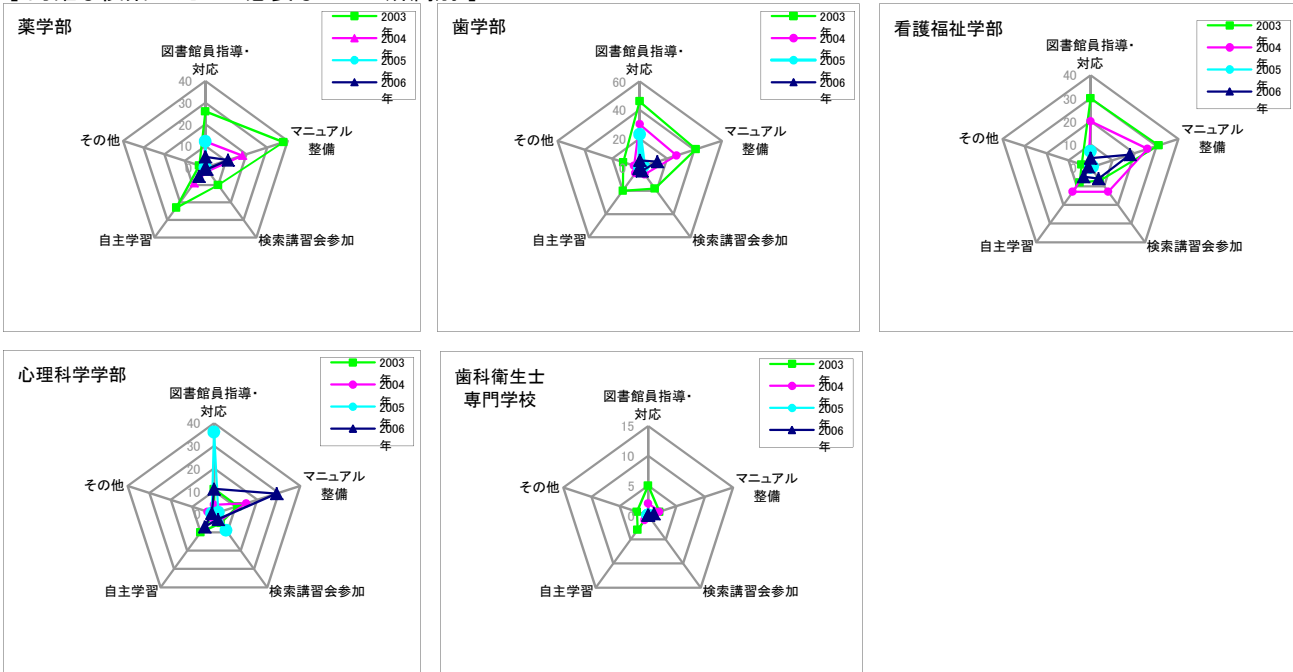 薬学部
2003
年
2004
2005
年
2006
年
図書館員指導・
対応
40
30
20
10
0
マニュアル
整備
検索講習会参加
自主学習
その他
歯学部
2003
年
2004
2005
年
2006
年
図書館員指導・
対応
60
40
20
0
マニュアル
整備
検索講習会参加
自主学習
その他
看護福祉学部
2003
年
2004
2005
年
2006
年
図書館員指導・
対応
40
30
20
10
0
マニュアル
整備
検索講習会参加
自主学習
その他
心理科学学部
2003
年
2004
年
2005
年
2006
年
図書館員指導・
対応
40
30
20
10
0
マニュアル
整備
検索講習会参加
自主学習
その他
歯科衛生士
専門学校
2003
年
2004
年
2005
年
2006
年
図書館員指導・
対応
15
10
5
0
マニュアル
整備
検索講習会参加
自主学習
その他